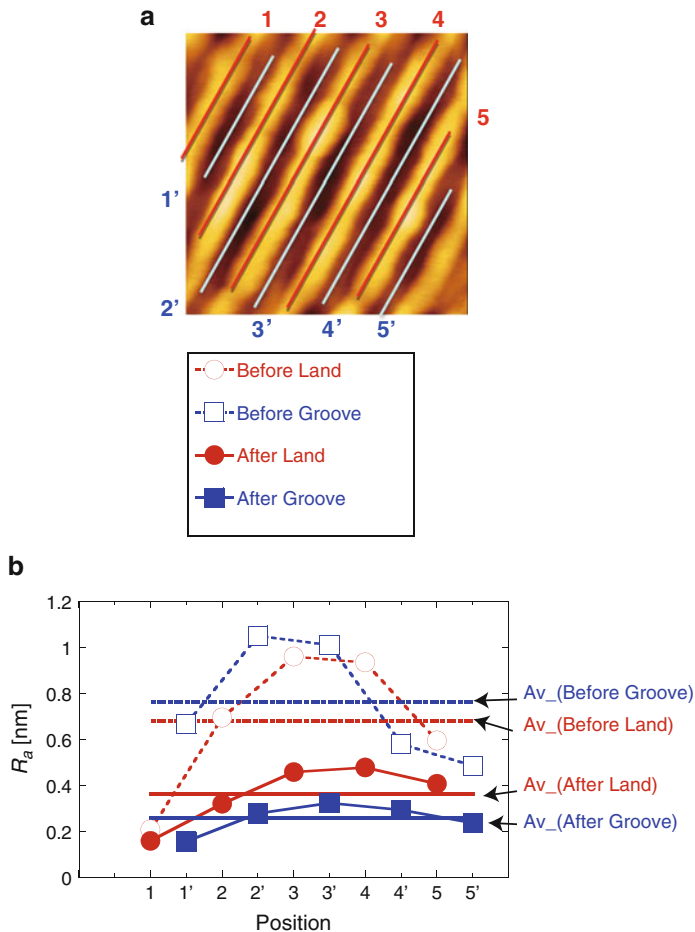 a
1 2 3 4
5
1’
2’
3’ 4’ 5’
Before Land
Before Groove
After Land
After Groove
b
1.2
1
0.8
0.6
0.4
0.2
0
Ra [nm]
Av_(Before Groove)
Av_(Before Land)
Av_(After Land)
Av_(After Groove)
1 1’ 2 2’ 3 3’ 4 4’ 5 5’
Position